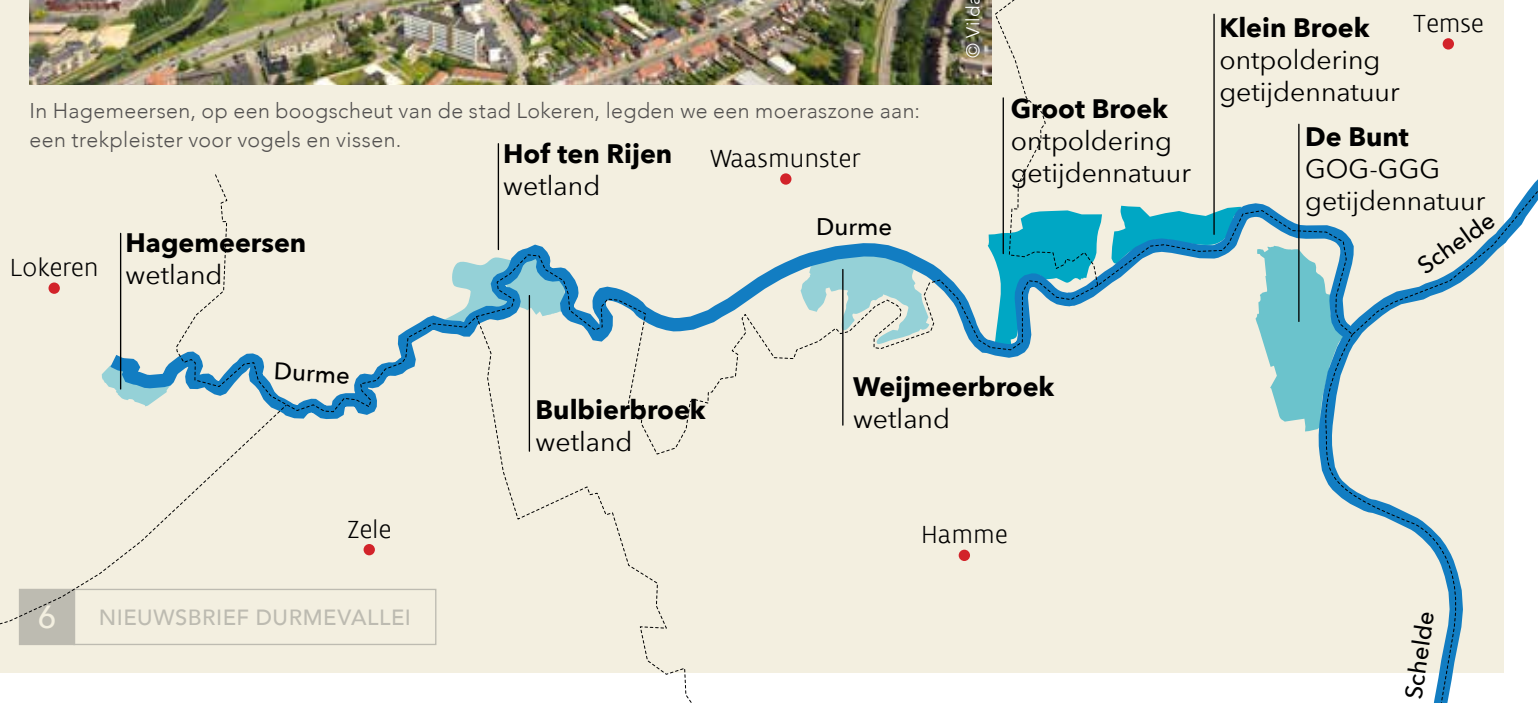 © Vilda
In Hagemeersen, op een boogscheut van de stad Lokeren, legden we een moeraszone aan:
een trekpleister voor vogels en vissen.
Klein Broek
ontpoldering
getijdennatuur
Temse
Groot Broek
ontpoldering
getijdennatuur
De Bunt
GOG-GGG
getijdennatuur
Hof ten Rijen
wetland
Waasmunster
Durme
Schelde
Hagemeersen
wetland
Lokeren
Durme
Bulbierbroek
wetland
Weijmeerbroek
wetland
Zele
Hamme
Schelde
6 NIEUWSBRIEF DURMEVALLEI